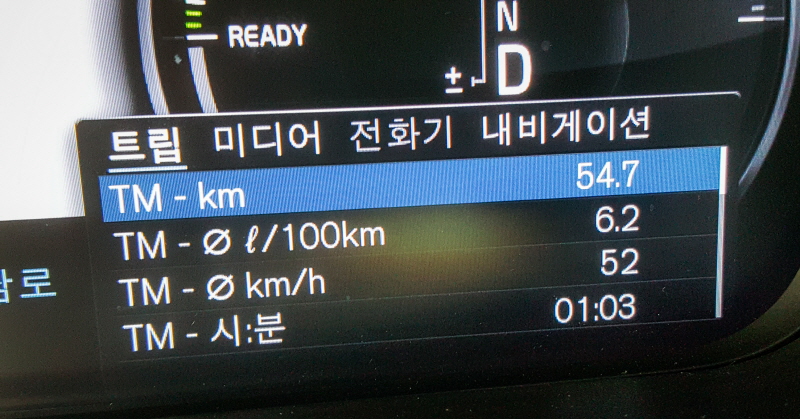 READY
N
± D
트립 미디어 전화기 내비게이션
TM - km 54.7
TM - Ø ℓ/100km 6.2
TM - Ø km/h 52
TM - 시:분 01:03